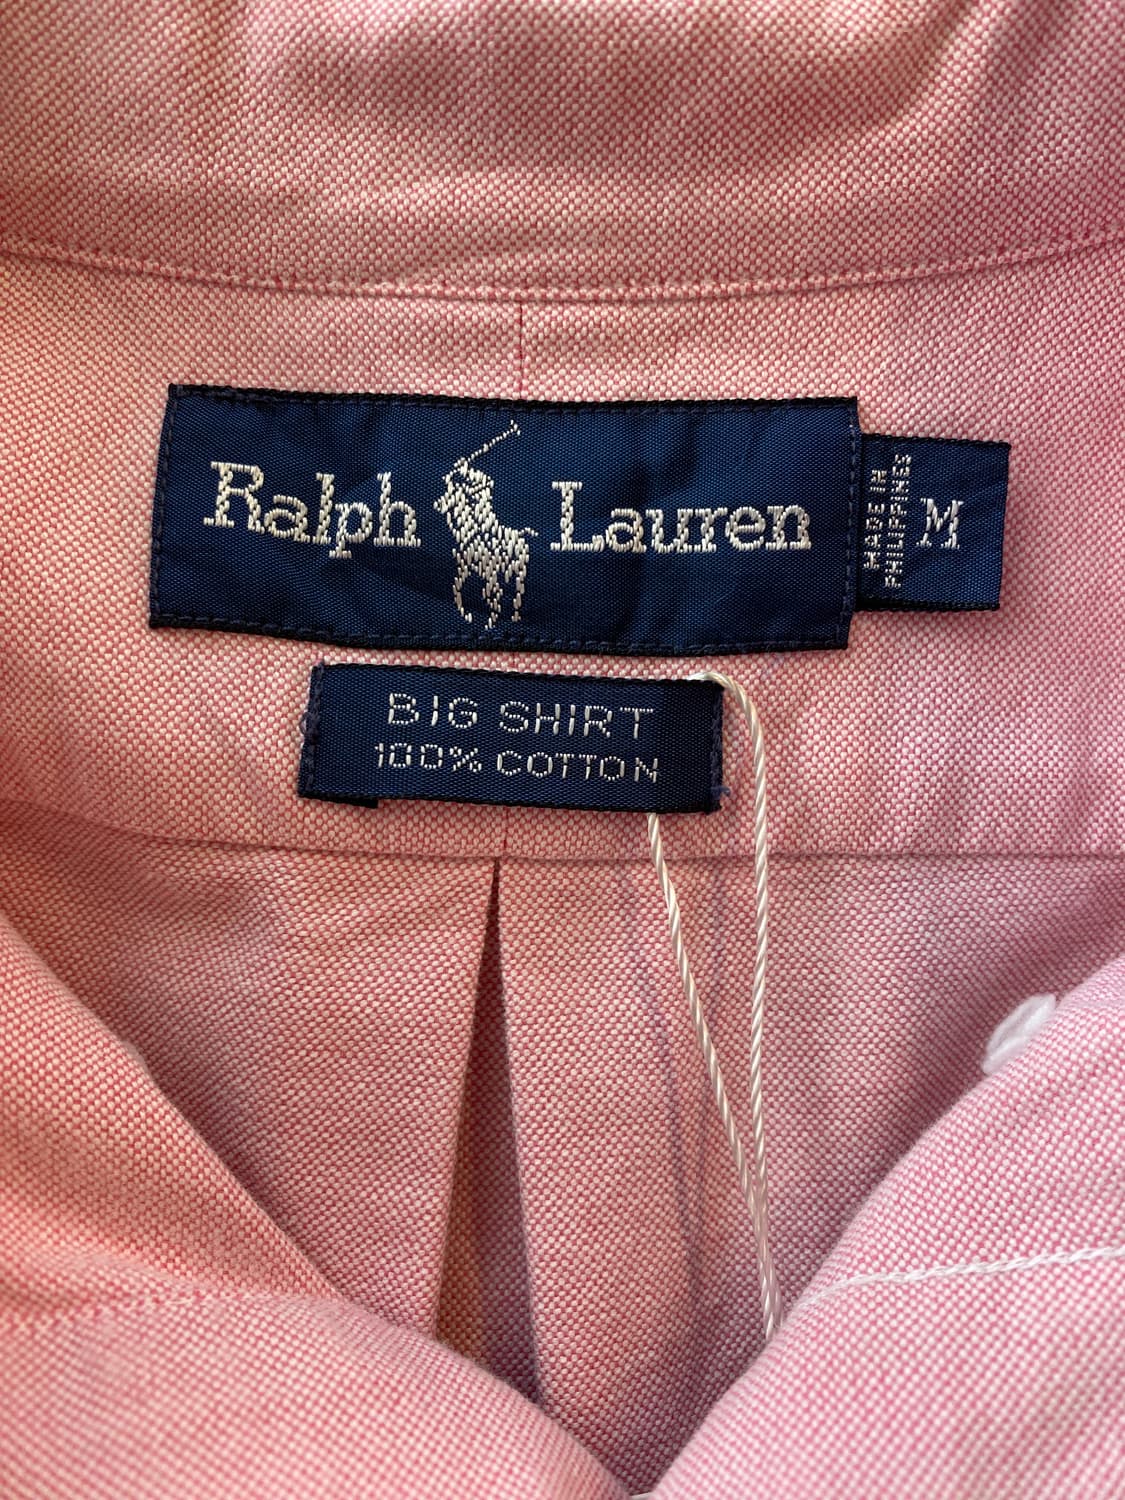 Ralph Lauren
MADE IN
PHILIPPINES
M
BIG SHIRT
100% COTTON